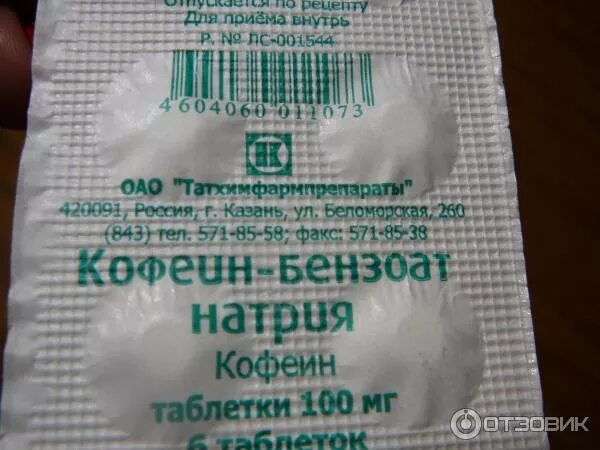 Отпускается по рецепту
Для приёма внутрь
Р. № ЛС-001544
4604060 011073
ОАО "Татхимфармпрепараты"
420091, Россия, г. Казань, ул. Беломорская, 260
(843) тел. 571-85-58; факс: 571-85-38
Кофеин-бензоат
натрия
Кофеин
таблетки 100 мг
6 таблеток
ОТЗОВИК